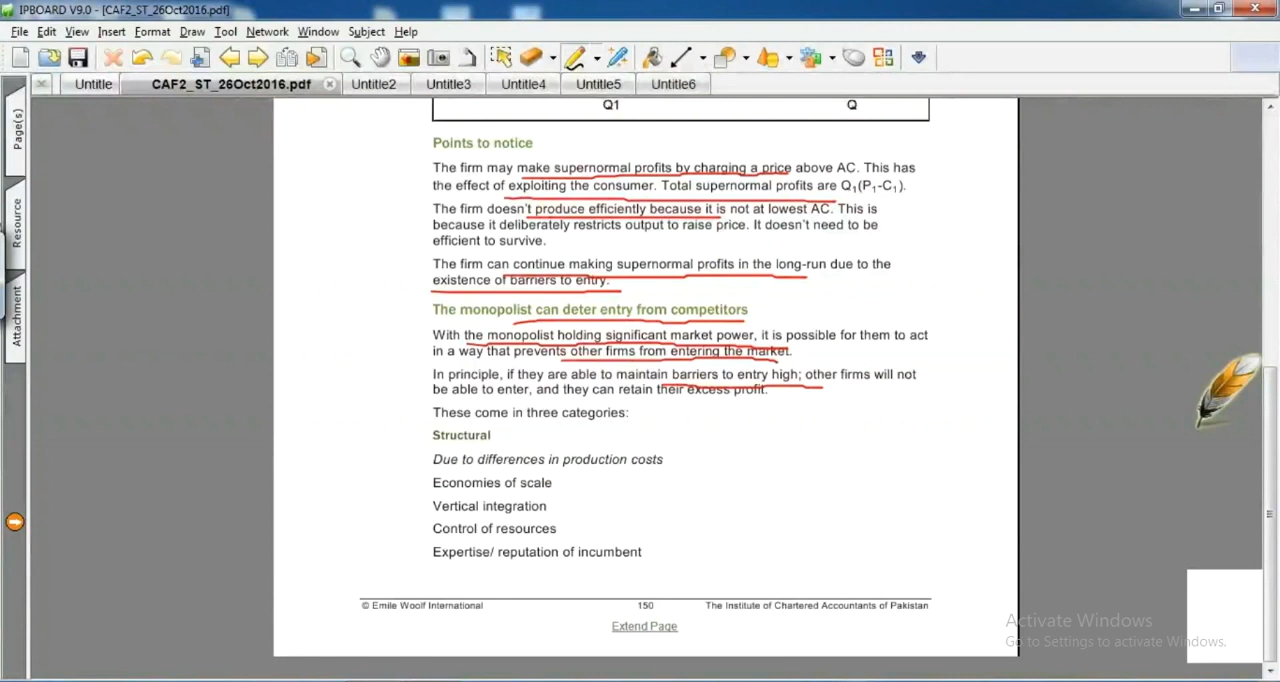 IPBOARD V9.0 - [CAF2_ST_26Oct2016.pdf]
File Edit View Insert Format Draw Tool Network Window Subject Help
Untitle CAF2_ST_26Oct2016.pdf Untitle2 Untitle3 Untitle4 Untitle5 Untitle6
Page(s)
Resource
Attachment
Q1 Q
Points to notice
The firm may make supernormal profits by charging a price above AC. This has
the effect of exploiting the consumer. Total supernormal profits are Q1(P1-C1).
The firm doesn't produce efficiently because it is not at lowest AC. This is
because it deliberately restricts output to raise price. It doesn't need to be
efficient to survive.
The firm can continue making supernormal profits in the long-run due to the
existence of barriers to entry.
The monopolist can deter entry from competitors
With the monopolist holding significant market power, it is possible for them to act
in a way that prevents other firms from entering the market.
In principle, if they are able to maintain barriers to entry high; other firms will not
be able to enter, and they can retain their excess profit.
These come in three categories:
Structural
Due to differences in production costs
Economies of scale
Vertical integration
Control of resources
Expertise/ reputation of incumbent
© Emile Woolf International 150 The Institute of Chartered Accountants of Pakistan
Extend Page
Activate Windows
Go to Settings to activate Windows.